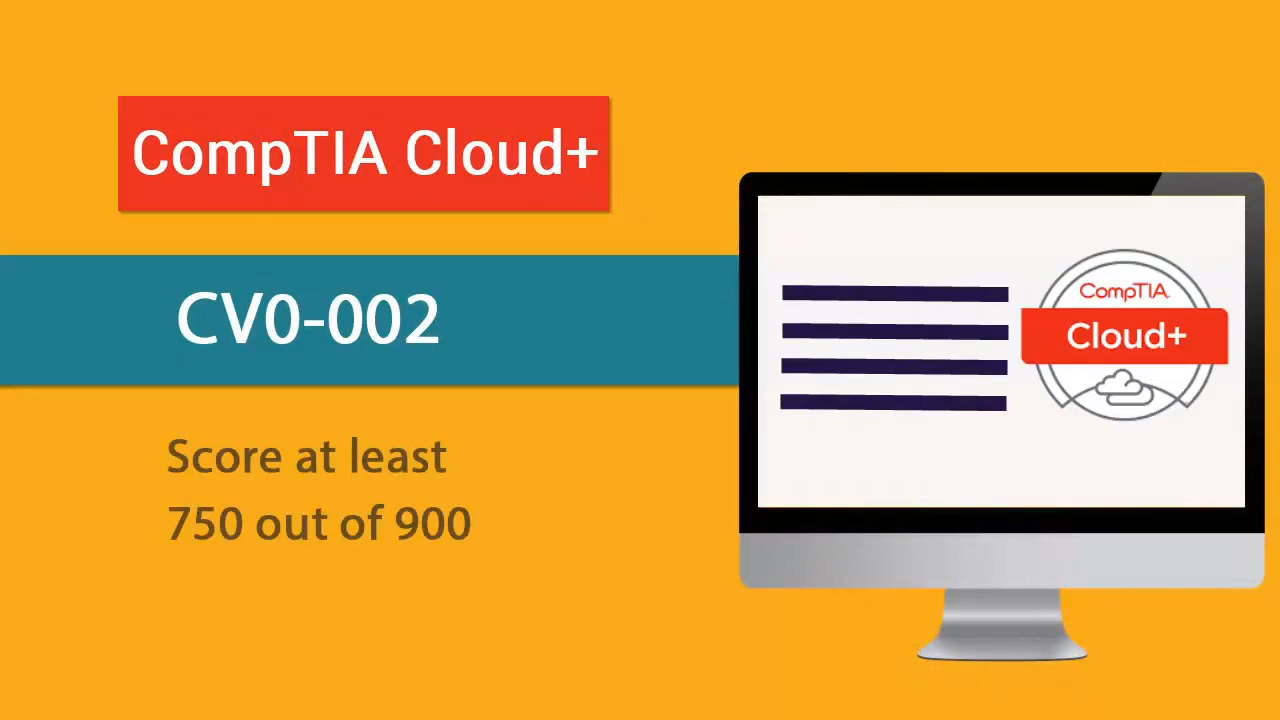 CompTIA Cloud+
CV0-002
Score at least
750 out of 900
CompTIA
Cloud+